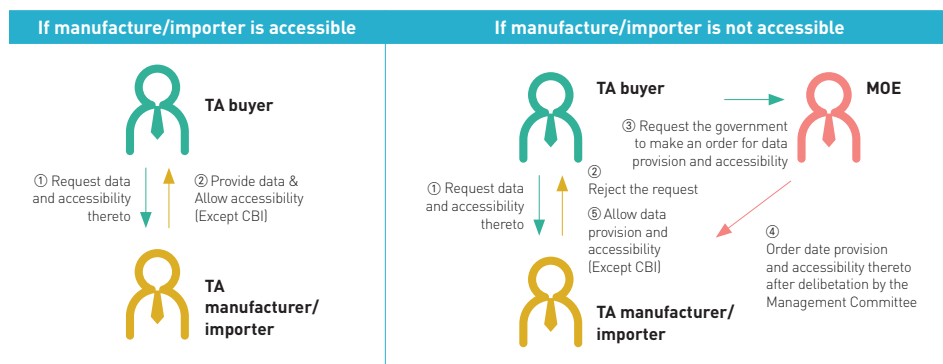 If manufacture/importer is accessible
TA buyer
① Request data
and accessibility
thereto
② Provide data &
Allow accessibility
(Except CBI)
TA
manufacturer/
importer
If manufacture/importer is not accessible
TA buyer
MOE
③ Request the government
to make an order for data
provision and accessibility
① Request data
and accessibility
thereto
②
Reject the request
⑤ Allow data
provision and
accessibility
(Except CBI)
④
Order date provision
and accessibility thereto
after delibetation by the
Management Committee
TA manufacturer/
importer